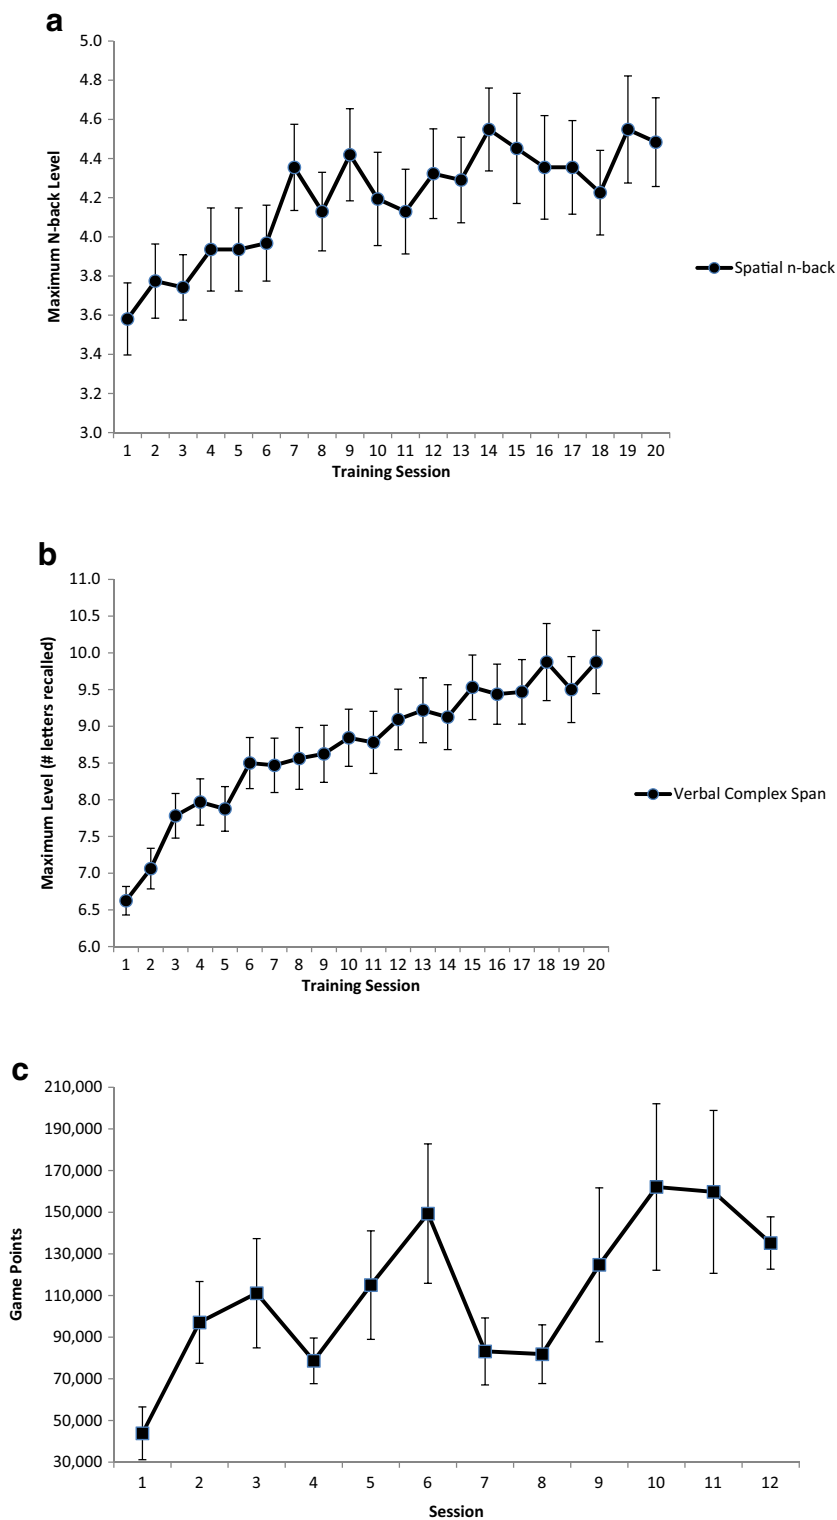 a
5.0
4.8
4.6
4.4
4.2
4.0
3.8
3.6
3.4
3.2
3.0
Maximum N-back Level
1 2 3 4 5 6 7 8 9 10 11 12 13 14 15 16 17 18 19 20
Training Session
Spatial n-back
b
11.0
10.5
10.0
9.5
9.0
8.5
8.0
7.5
7.0
6.5
6.0
Maximum Level (# letters recalled)
1 2 3 4 5 6 7 8 9 10 11 12 13 14 15 16 17 18 19 20
Training Session
Verbal Complex Span
c
210,000
190,000
170,000
150,000
130,000
110,000
90,000
70,000
50,000
30,000
Game Points
1 2 3 4 5 6 7 8 9 10 11 12
Session